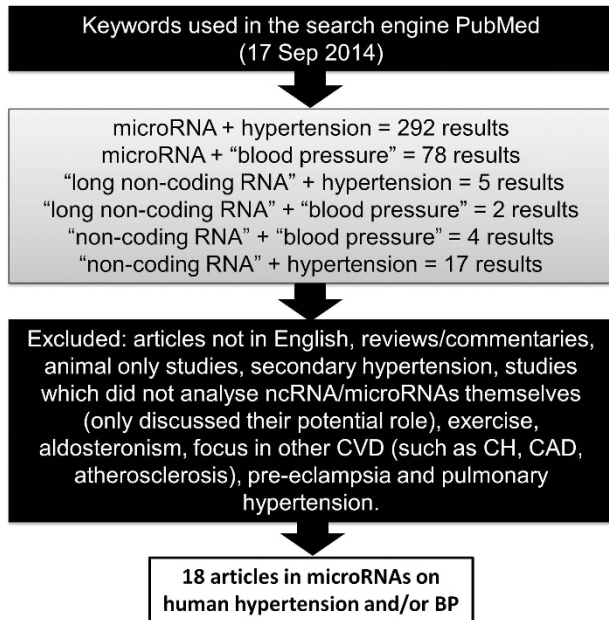 Keywords used in the search engine PubMed
(17 Sep 2014)
microRNA + hypertension = 292 results
microRNA + “blood pressure” = 78 results
“long non-coding RNA” + hypertension = 5 results
“long non-coding RNA” + “blood pressure” = 2 results
“non-coding RNA” + “blood pressure” = 4 results
“non-coding RNA” + hypertension = 17 results
Excluded: articles not in English, reviews/commentaries,
animal only studies, secondary hypertension, studies
which did not analyse ncRNA/microRNAs themselves
(only discussed their potential role), exercise,
aldosteronism, focus in other CVD (such as CH, CAD,
atherosclerosis), pre-eclampsia and pulmonary
hypertension.
18 articles in microRNAs on
human hypertension and/or BP